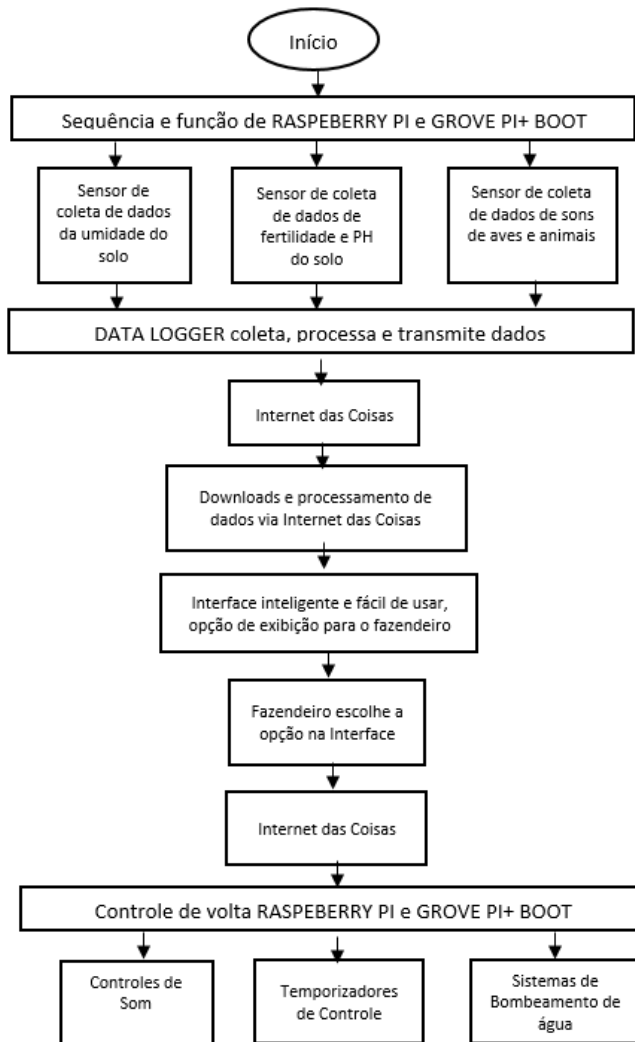 Início
Sequência e função de RASPEBERRY PI e GROVE PI+ BOOT
Sensor de
coleta de dados
da umidade do
solo
Sensor de coleta
de dados de
fertilidade e PH
do solo
Sensor de coleta
de dados de sons
de aves e animais
DATA LOGGER coleta, processa e transmite dados
Internet das Coisas
Downloads e processamento de
dados via Internet das Coisas
Interface inteligente e fácil de usar,
opção de exibição para o fazendeiro
Fazendeiro escolhe a
opção na Interface
Internet das Coisas
Controle de volta RASPEBERRY PI e GROVE PI+ BOOT
Controles de
Som
Temporizadores
de Controle
Sistemas de
Bombeamento de
água